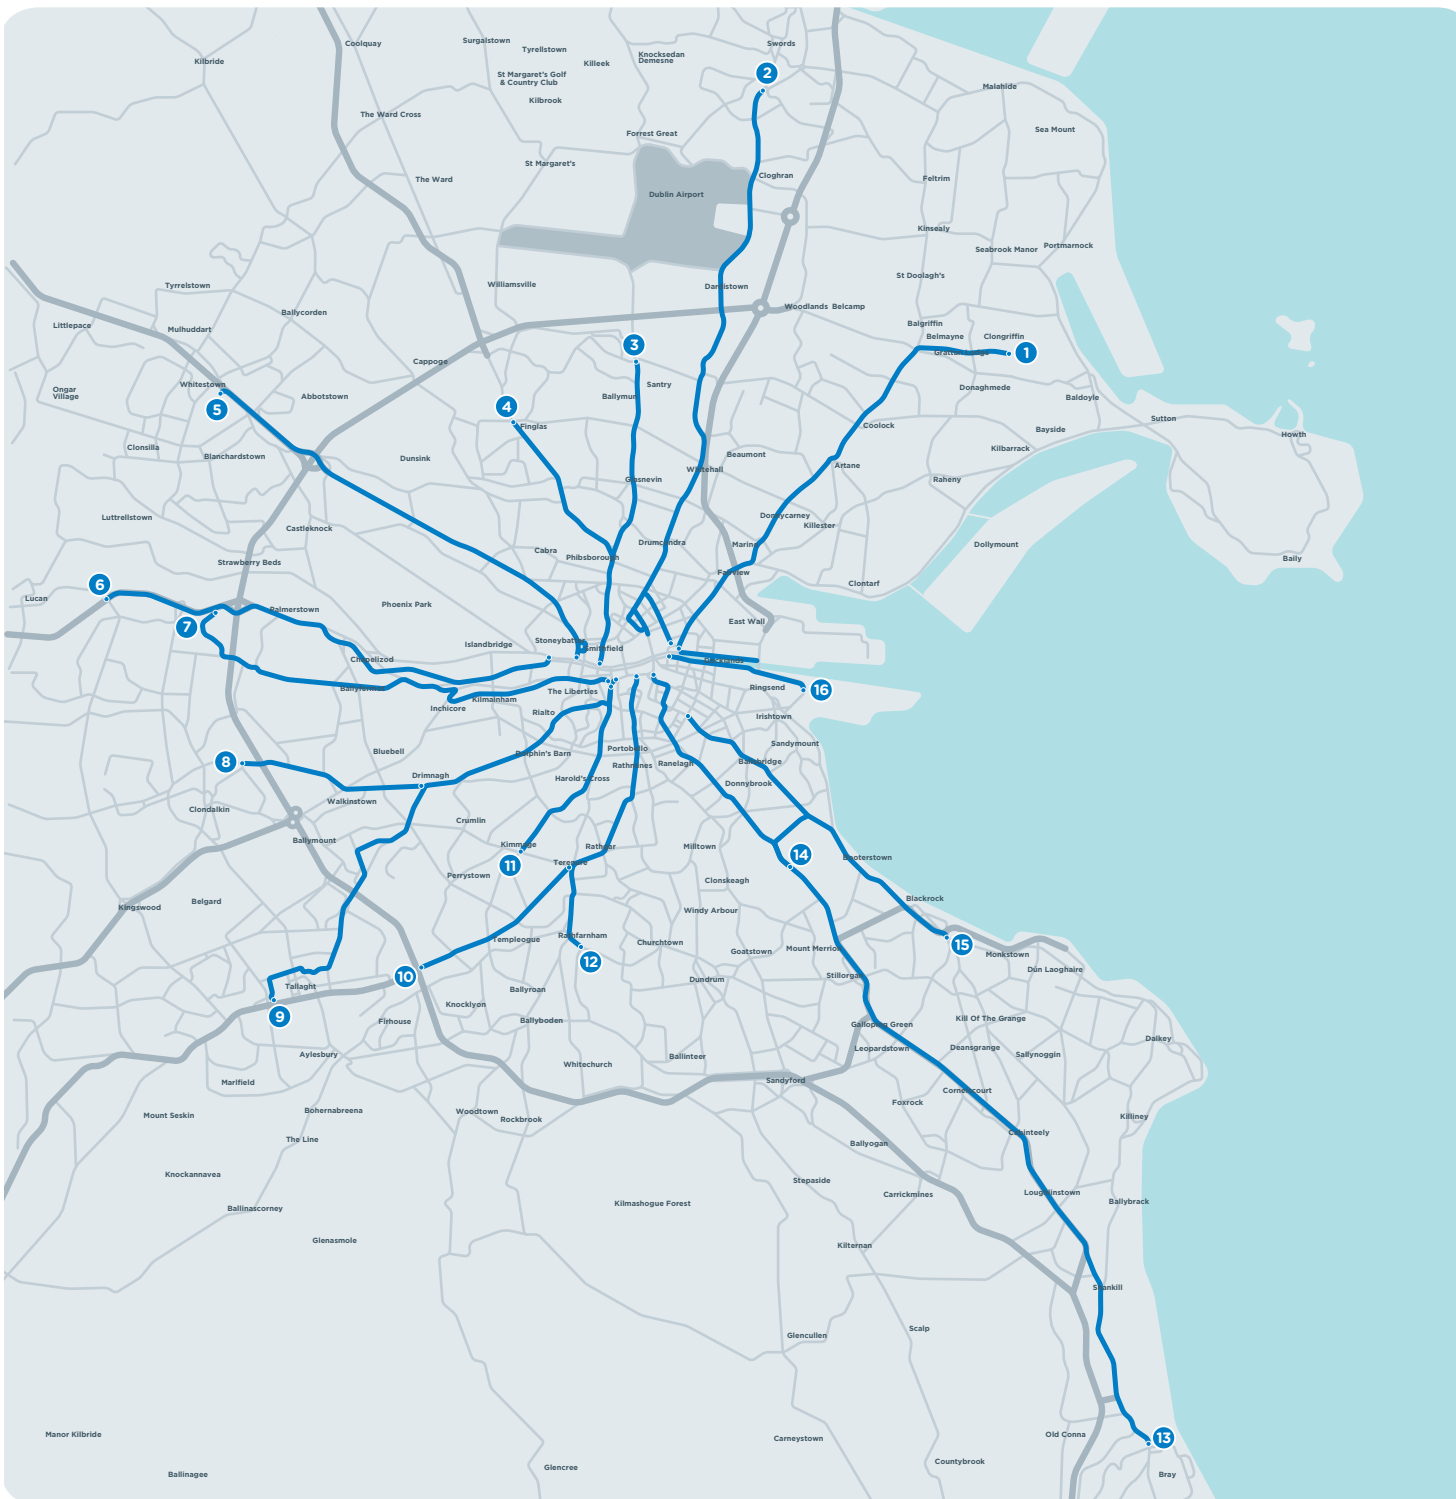 Coolquay
Surgalstown
Tyrellstown
Swords
Kilbride
Killeek
Knocksedan
Demesne
2
St Margaret's Golf
& Country Club
Malahide
Kilbrook
The Ward Cross
Sea Mount
Forrest Great
St Margaret's
Cloghran
The Ward
Feltrim
Dublin Airport
Kinsealy
Seabrook Manor
Portmarnock
St Doolagh's
Tyrrelstown
Williamsville
Dardistown
Woodlands
Belcamp
Ballycorden
Littlepace
Mulhuddart
Balgriffin
Belmayne
Clongriffin
3
1
Grattan Lodge
Cappoge
Whitestown
Santry
Ongar
Village
Abbotstown
Ballymun
Donaghmede
Baldoyle
5
4
Finglas
Coolock
Sutton
Bayside
Howth
Clonsilla
Blanchardstown
Dunsink
Beaumont
Kilbarrack
Whitehall
Artane
Glasnevin
Raheny
Luttrellstown
Castleknock
Donnycarney
Killester
Drumcondra
Marino
Dollymount
Cabra
Phibsborough
Baily
Strawberry Beds
Fairview
6
Clontarf
Lucan
Palmerstown
Phoenix Park
7
East Wall
Stoneybatter
Islandbridge
Smithfield
Chapelizod
Docklands
Ballyfermot
The Liberties
Ringsend
16
Kilmainham
Inchicore
Rialto
Irishtown
Bluebell
Dolphin's Barn
Portobello
Sandymount
8
Rathmines
Ranelagh
Ballsbridge
Drimnagh
Harold's Cross
Donnybrook
Walkinstown
Clondalkin
Crumlin
Ballymount
Kimmage
Rathgar
Milltown
14
Booterstown
11
Terenure
Perrystown
Clonskeagh
Belgard
Blackrock
Kingswood
Windy Arbour
Templeogue
Rathfarnham
Churchtown
Goatstown
Mount Merrion
15
Monkstown
12
10
Dún Laoghaire
Tallaght
Ballyroan
Dundrum
Stillorgan
Knocklyon
9
Firhouse
Ballyboden
Galloping Green
Kill Of The Grange
Dalkey
Aylesbury
Whitechurch
Ballinteer
Leopardstown
Deansgrange
Sallynoggin
Marlfield
Sandyford
Cornelscourt
Foxrock
Mount Seskin
Bohernabreena
Woodtown
Rockbrook
Killiney
The Line
Ballyogan
Cabinteely
Knockannavea
Stepaside
Carrickmines
Loughlinstown
Ballybrack
Ballinascorney
Kilmashogue Forest
Glenasmole
Kilternan
Shankill
Glencullen
Scalp
Manor Kilbride
Carneystown
Old Conna
13
Ballinagee
Glencree
Countybrook
Bray